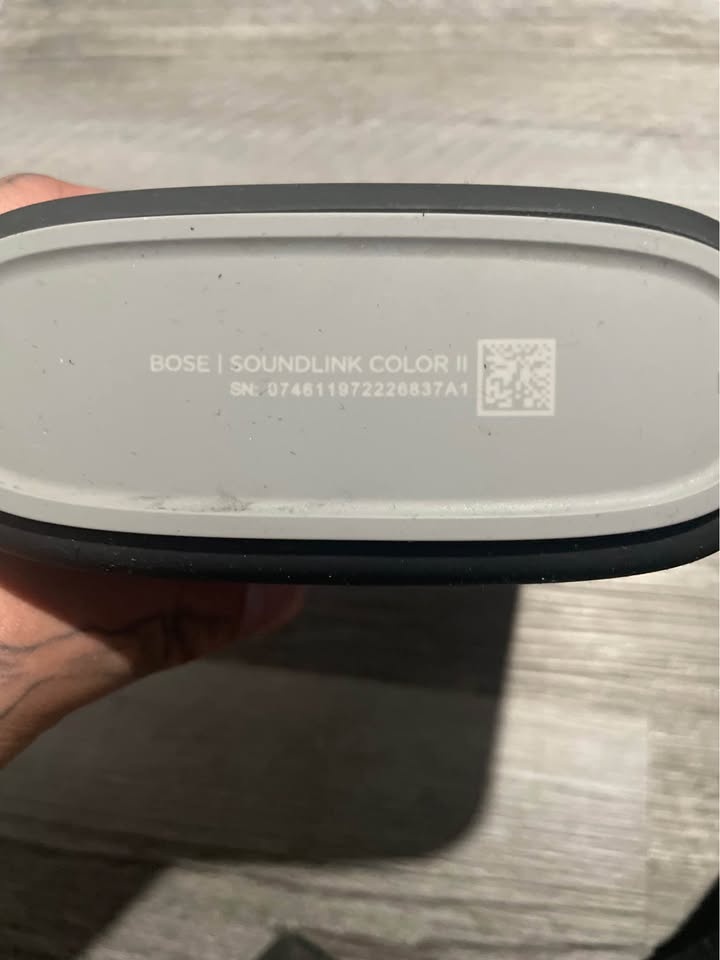 BOSE | SOUNDLINK COLOR II
SN: 074611972226837A1